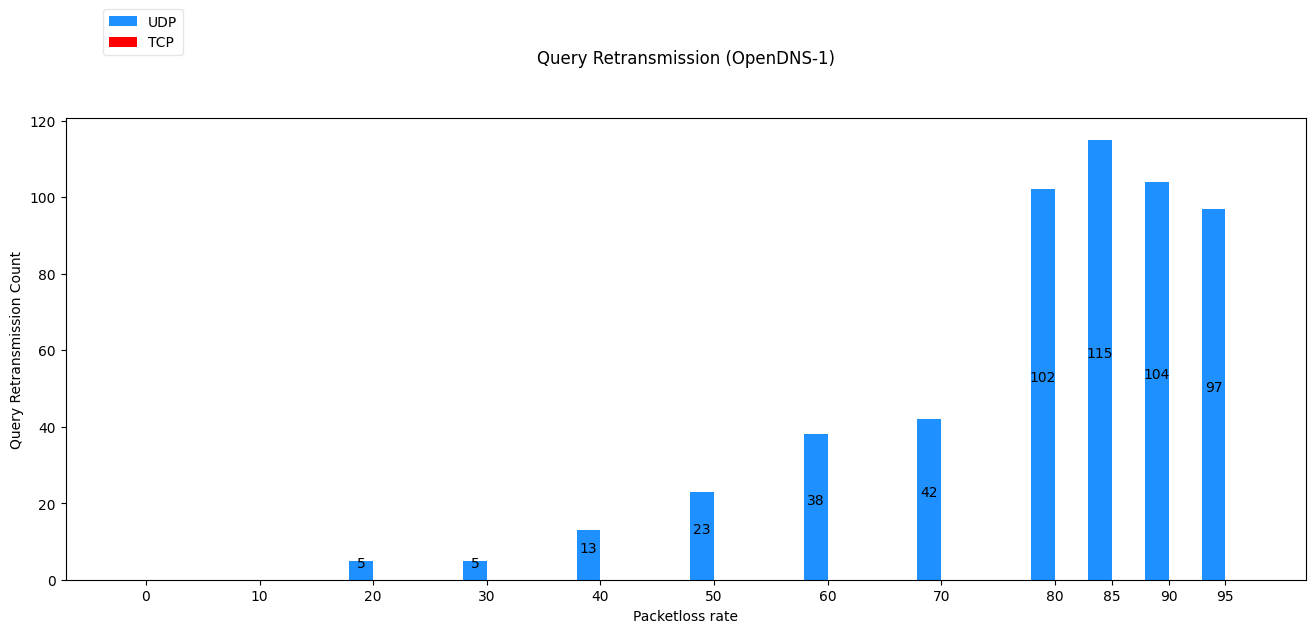 UDP
TCP
Query Retransmission (OpenDNS-1)
120
100
80
60
40
20
0
Query Retransmission Count
5
5
13
23
38
42
102
115
104
97
0 10 20 30 40 50 60 70 80 85 90 95
Packetloss rate